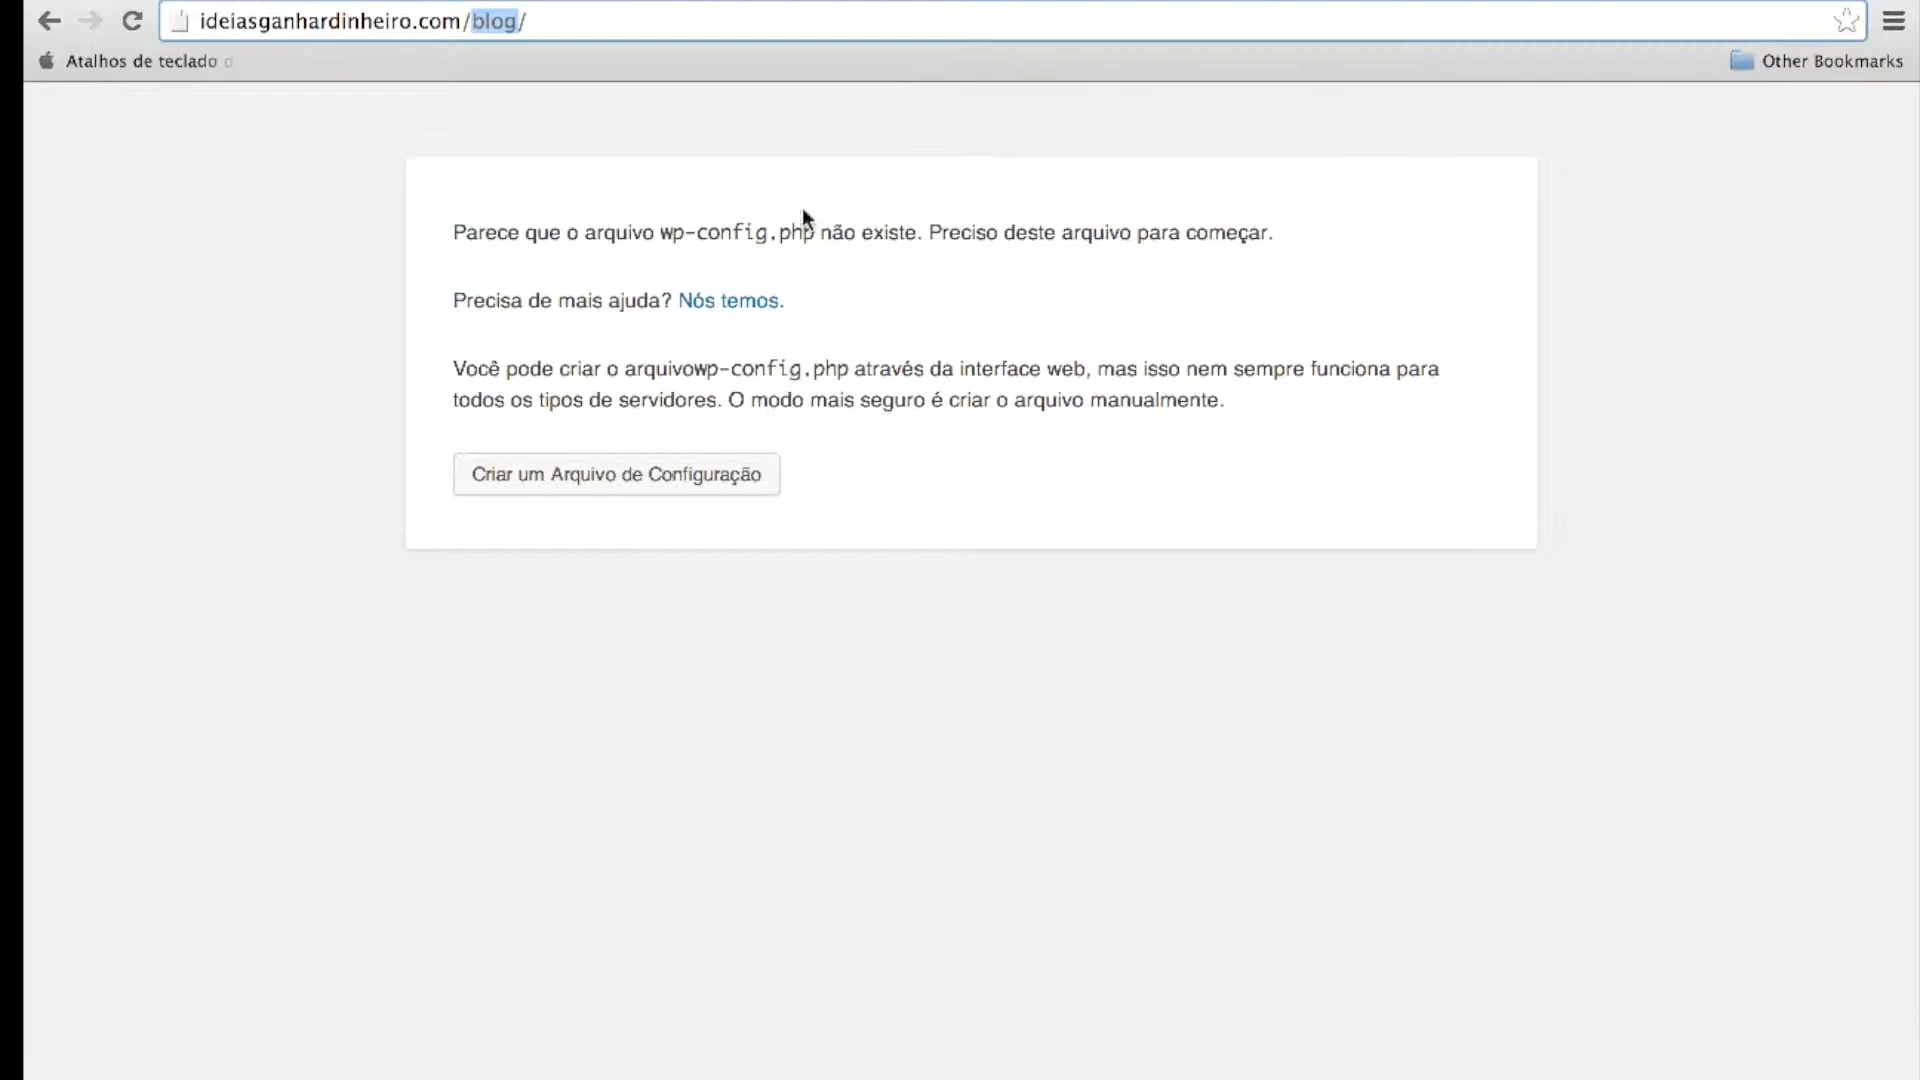 ideiasganhardinheiro.com/blog/
Atalhos de teclado
Other Bookmarks
Parece que o arquivo wp-config.php não existe. Preciso deste arquivo para começar.
Precisa de mais ajuda? Nós temos.
Você pode criar o arquivowp-config.php através da interface web, mas isso nem sempre funciona para
todos os tipos de servidores. O modo mais seguro é criar o arquivo manualmente.
Criar um Arquivo de Configuração